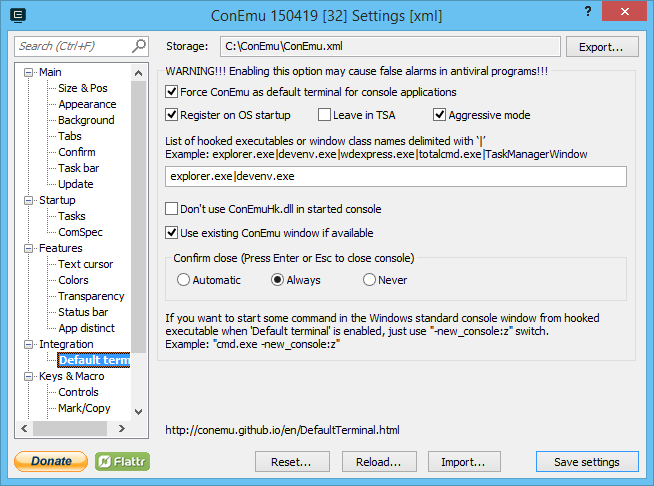 ConEmu 150419 [32] Settings [xml]
?
Search (Ctrl+F)
Storage:
C:\ConEmu\ConEmu.xml
Export...
Main
Size & Pos
Appearance
Background
Tabs
Confirm
Task bar
Update
Startup
Tasks
ComSpec
Features
Text cursor
Colors
Transparency
Status bar
App distinct
Integration
Default term
Keys & Macro
Controls
Mark/Copy
WARNING!!! Enabling this option may cause false alarms in antiviral programs!!!
Force ConEmu as default terminal for console applications
Register on OS startup
Leave in TSA
Aggressive mode
List of hooked executables or window class names delimited with '|'
Example: explorer.exe|devenv.exe|wdexpress.exe|totalcmd.exe|TaskManagerWindow
explorer.exe|devenv.exe
Don't use ConEmuHk.dll in started console
Use existing ConEmu window if available
Confirm close (Press Enter or Esc to close console)
Automatic
Always
Never
If you want to start some command in the Windows standard console window from hooked
executable when 'Default terminal' is enabled, just use "-new_console:z" switch.
Example: "cmd.exe -new_console:z"
http://conemu.github.io/en/DefaultTerminal.html
Donate
Flattr
Reset...
Reload...
Import...
Save settings